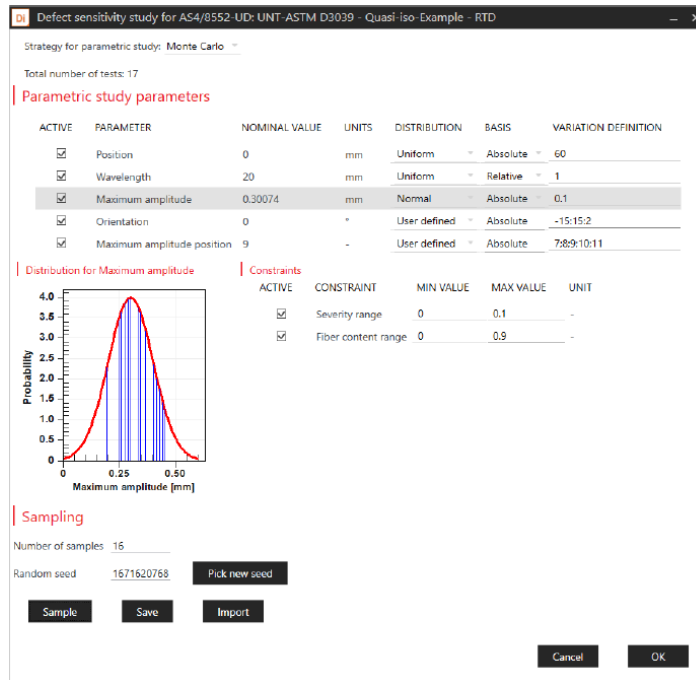 Di Defect sensitivity study for AS4/8552-UD: UNT-ASTM D3039 - Quasi-iso-Example - RTD
Strategy for parametric study: Monte Carlo
Total number of tests: 17
Parametric study parameters
ACTIVE PARAMETER NOMINAL VALUE UNITS DISTRIBUTION BASIS VARIATION DEFINITION
Position 0 mm Uniform Absolute 60
Wavelength 20 mm Uniform Relative 1
Maximum amplitude 0.30074 mm Normal Absolute 0.1
Orientation 0 ° User defined Absolute -15:15:2
Maximum amplitude position 9 - User defined Absolute 7;8;9;10;11
Distribution for Maximum amplitude
Constraints
ACTIVE CONSTRAINT MIN VALUE MAX VALUE UNIT
Severity range 0 0.1 -
Fiber content range 0 0.9 -
4.0
3.5
3.0
2.5
2.0
1.5
1.0
0.5
0
Probability
0 0.25 0.50
Maximum amplitude [mm]
Sampling
Number of samples 16
Random seed 1671620768 Pick new seed
Sample Save Import
Cancel OK